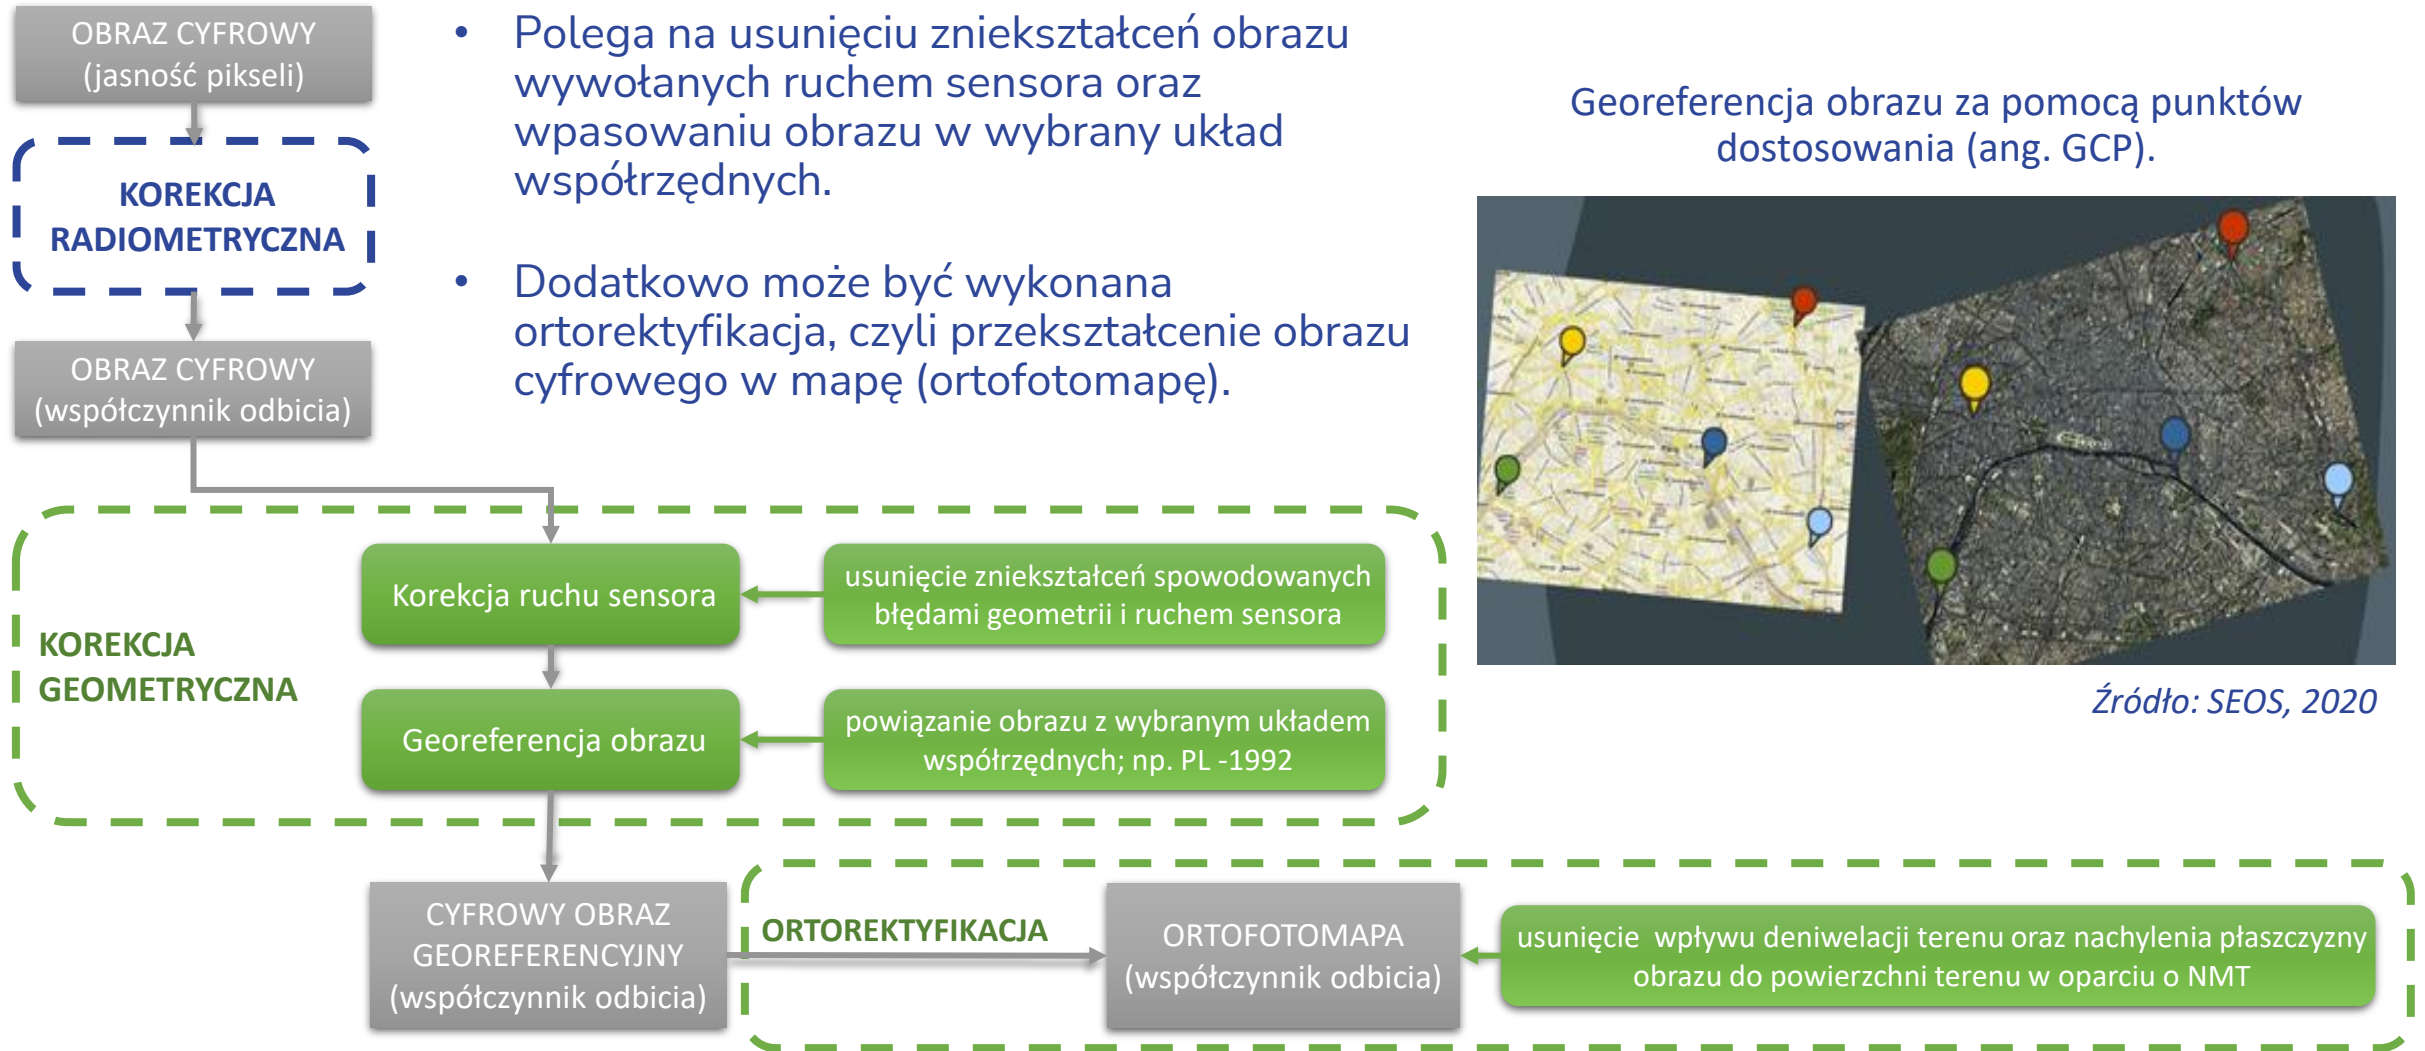 OBRAZ CYFROWY
(jasność pikseli)
KOREKCJA
RADIOMETRYCZNA
OBRAZ CYFROWY
(współczynnik odbicia)
• Polega na usunięciu zniekształceń obrazu
wywołanych ruchem sensora oraz
wpasowaniu obrazu w wybrany układ
współrzędnych.
• Dodatkowo może być wykonana
ortorektyfikacja, czyli przekształcenie obrazu
cyfrowego w mapę (ortofotomapę).
Georeferencja obrazu za pomocą punktów
dostosowania (ang. GCP).
Źródło: SEOS, 2020
KOREKCJA
GEOMETRYCZNA
Korekcja ruchu sensora
usunięcie zniekształceń spowodowanych
błędami geometrii i ruchem sensora
Georeferencja obrazu
powiązanie obrazu z wybranym układem
współrzędnych; np. PL -1992
CYFROWY OBRAZ
GEOREFERENCYJNY
(współczynnik odbicia)
ORTOREKTYFIKACJA
ORTOFOTOMAPA
(współczynnik odbicia)
usunięcie wpływu deniwelacji terenu oraz nachylenia płaszczyzny
obrazu do powierzchni terenu w oparciu o NMT